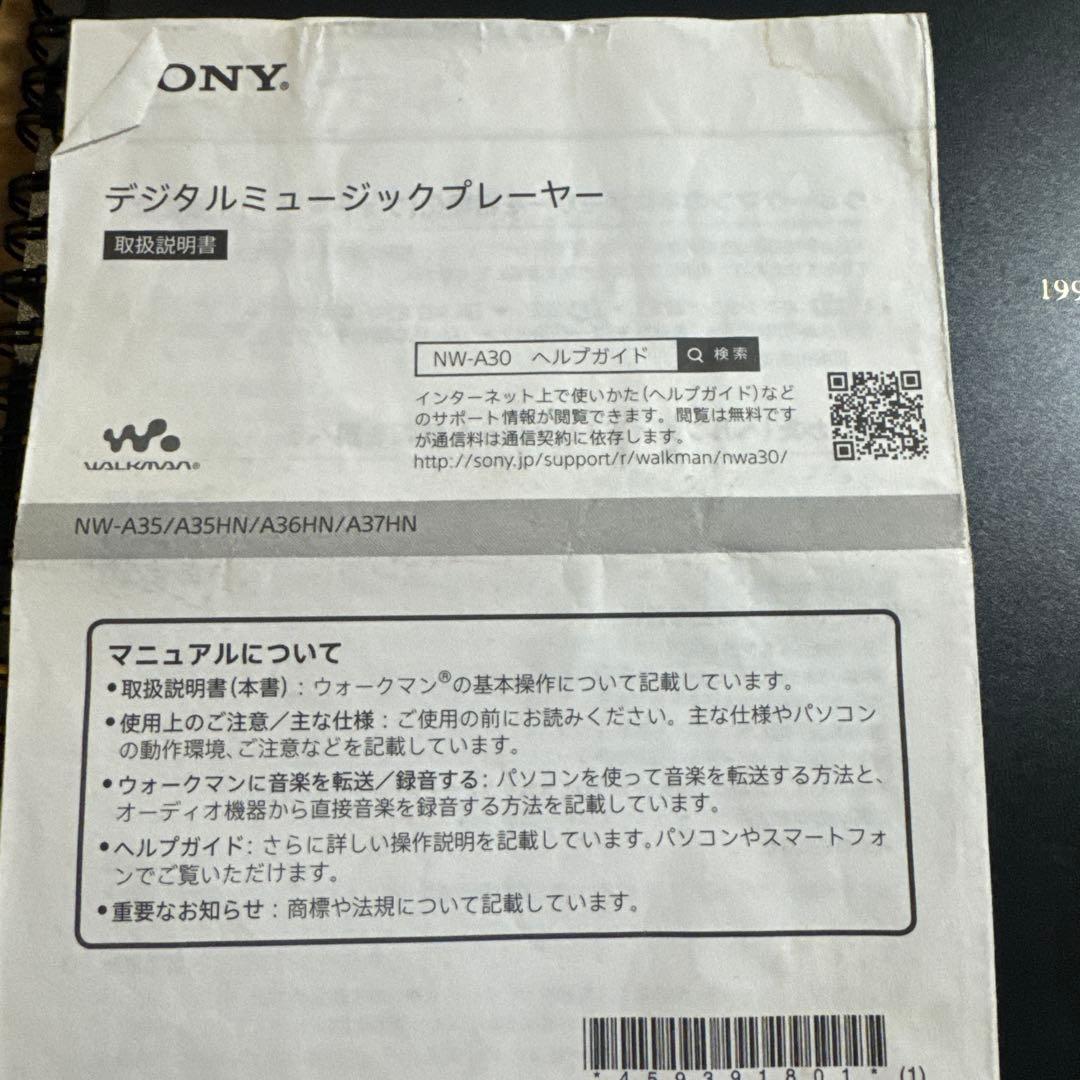 ONY®
デジタルミュージックプレーヤー
取扱説明書
NW-A30 ヘルプガイド 検索
インターネット上で使いかた(ヘルプガイド)など
のサポート情報が閲覧できます。閲覧は無料です
が通信料は通信契約に依存します。
http://sony.jp/support/r/walkman/nwa30/
WALKMAN®
NW-A35/A35HN/A36HN/A37HN
マニュアルについて
•取扱説明書(本書):ウォークマン®の基本操作について記載しています。
•使用上のご注意/主な仕様:ご使用の前にお読みください。主な仕様やパソコン
の動作環境、ご注意などを記載しています。
•ウォークマンに音楽を転送/録音する:パソコンを使って音楽を転送する方法と、
オーディオ機器から直接音楽を録音する方法を記載しています。
•ヘルプガイド:さらに詳しい操作説明を記載しています。パソコンやスマートフォ
ンでご覧いただけます。
•重要なお知らせ:商標や法規について記載しています。
*459391801* (1)
199